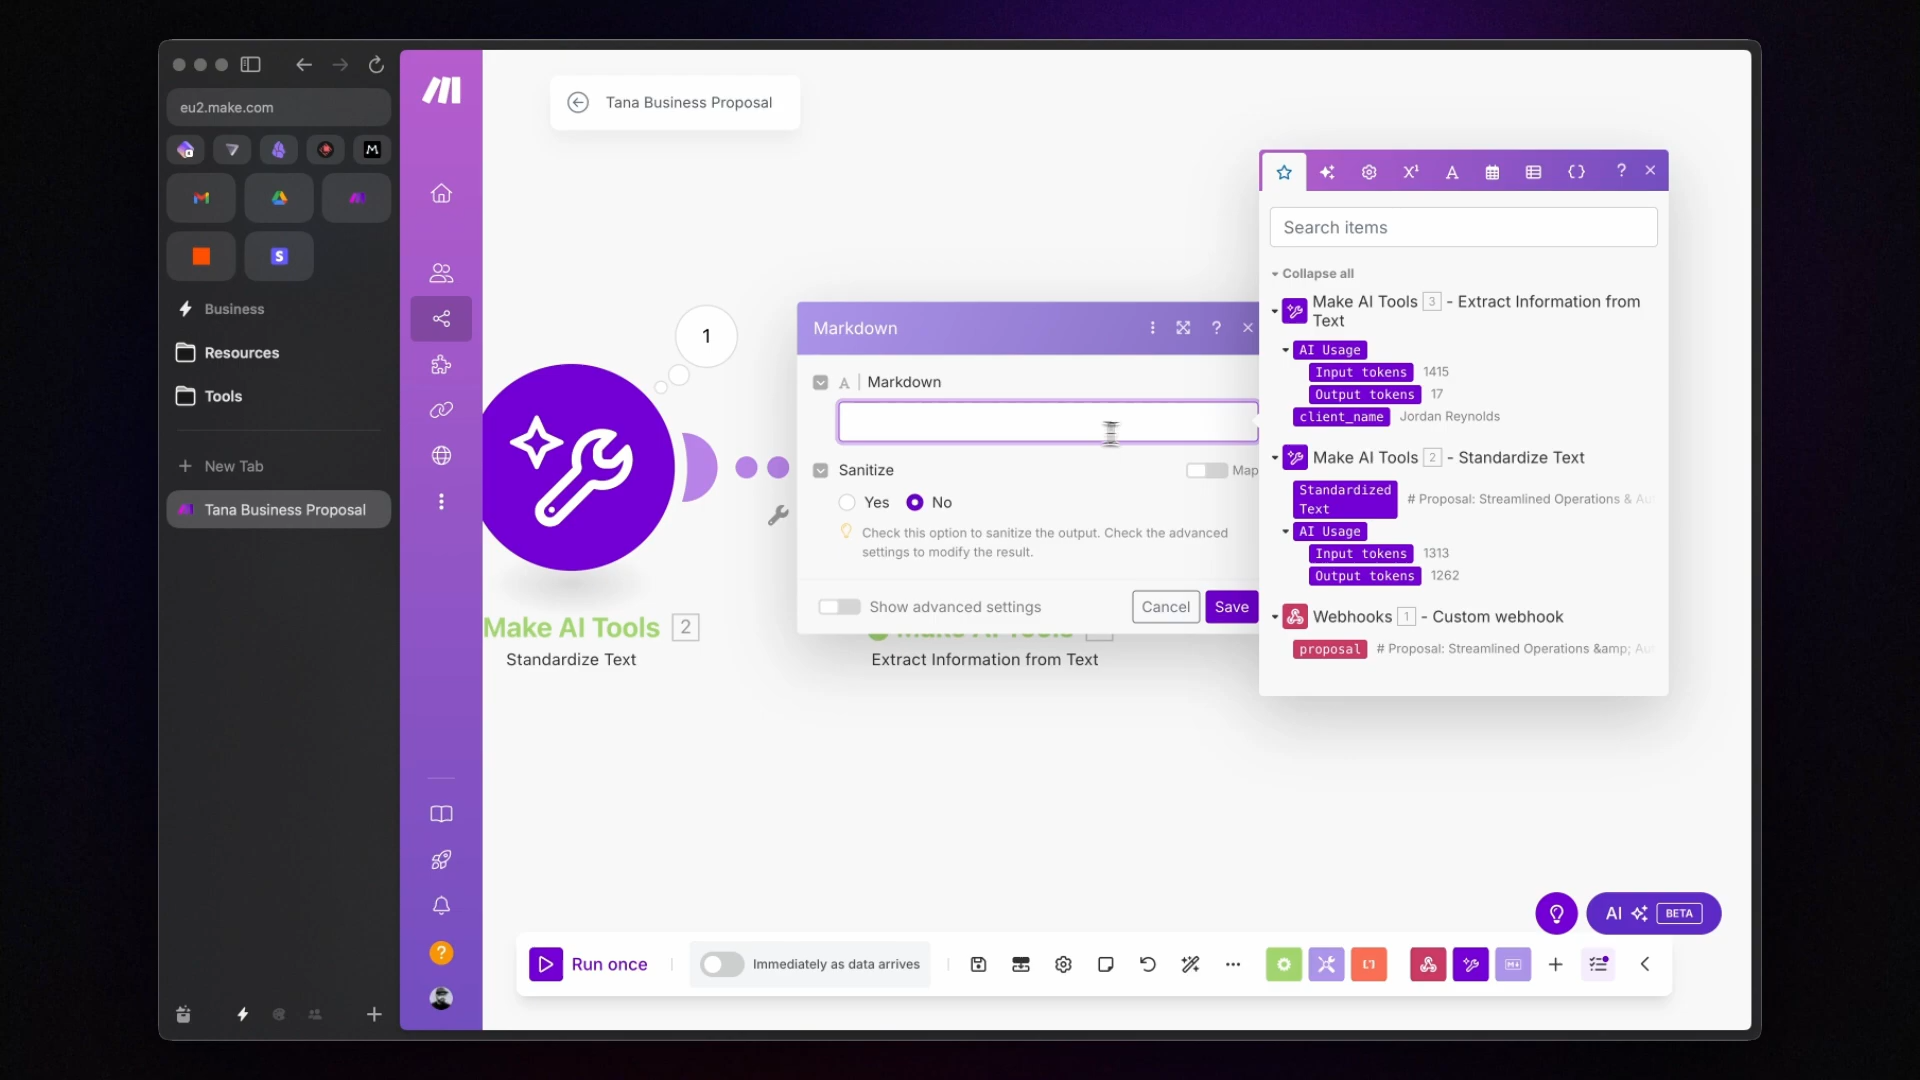 eu2.make.com
Business
Resources
Tools
New Tab
Tana Business Proposal
Tana Business Proposal
1
Make AI Tools 2
Standardize Text
Extract Information from Text
Markdown
?
A | Markdown
Sanitize
Map
Yes
No
Check this option to sanitize the output. Check the advanced
settings to modify the result.
Show advanced settings
Cancel
Save
Search items
Collapse all
Make AI Tools 3 - Extract Information from
Text
AI Usage
Input tokens 1415
Output tokens 17
client_name Jordan Reynolds
Make AI Tools 2 - Standardize Text
Standardized
Text
# Proposal: Streamlined Operations & Au
AI Usage
Input tokens 1313
Output tokens 1262
Webhooks 1 - Custom webhook
proposal # Proposal: Streamlined Operations &amp; Au
AI BETA
Run once
Immediately as data arrives